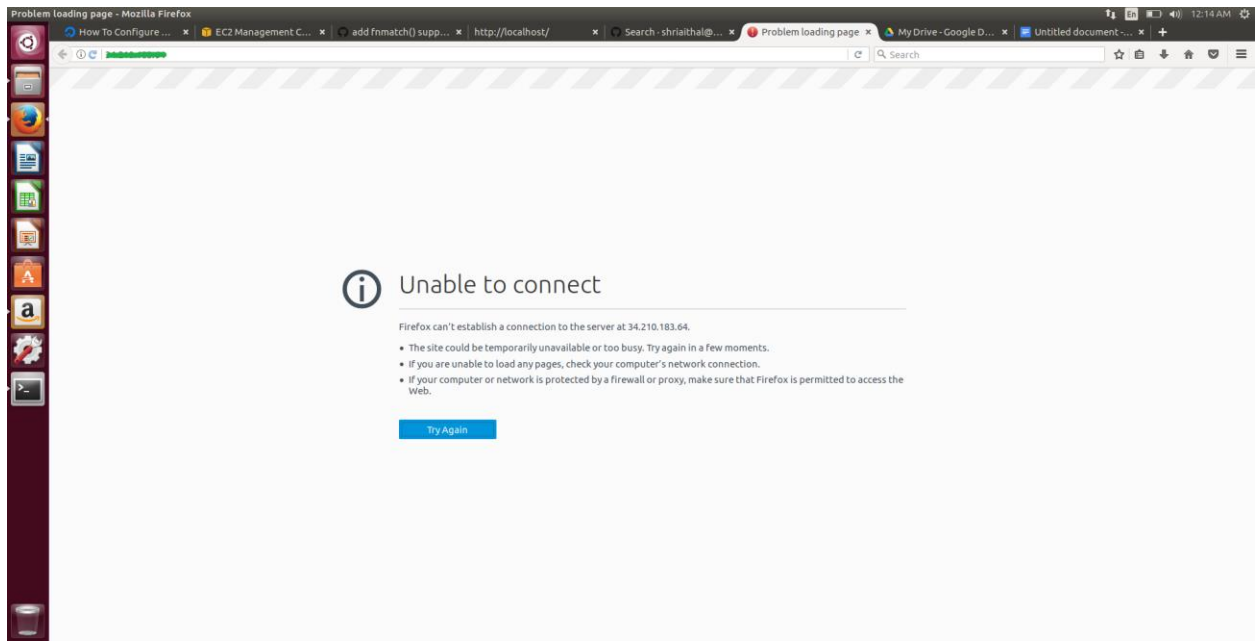 Problem loading page - Mozilla Firefox
En
12:14 AM
How To Configure ...
EC2 Management C...
add fnmatch() supp...
http://localhost/
Search · shriaithal@...
Problem loading page
My Drive - Google D...
Untitled document -...
Search
Unable to connect
Firefox can't establish a connection to the server at 34.210.183.64.
• The site could be temporarily unavailable or too busy. Try again in a few moments.
• If you are unable to load any pages, check your computer's network connection.
• If your computer or network is protected by a firewall or proxy, make sure that Firefox is permitted to access the
Web.
Try Again